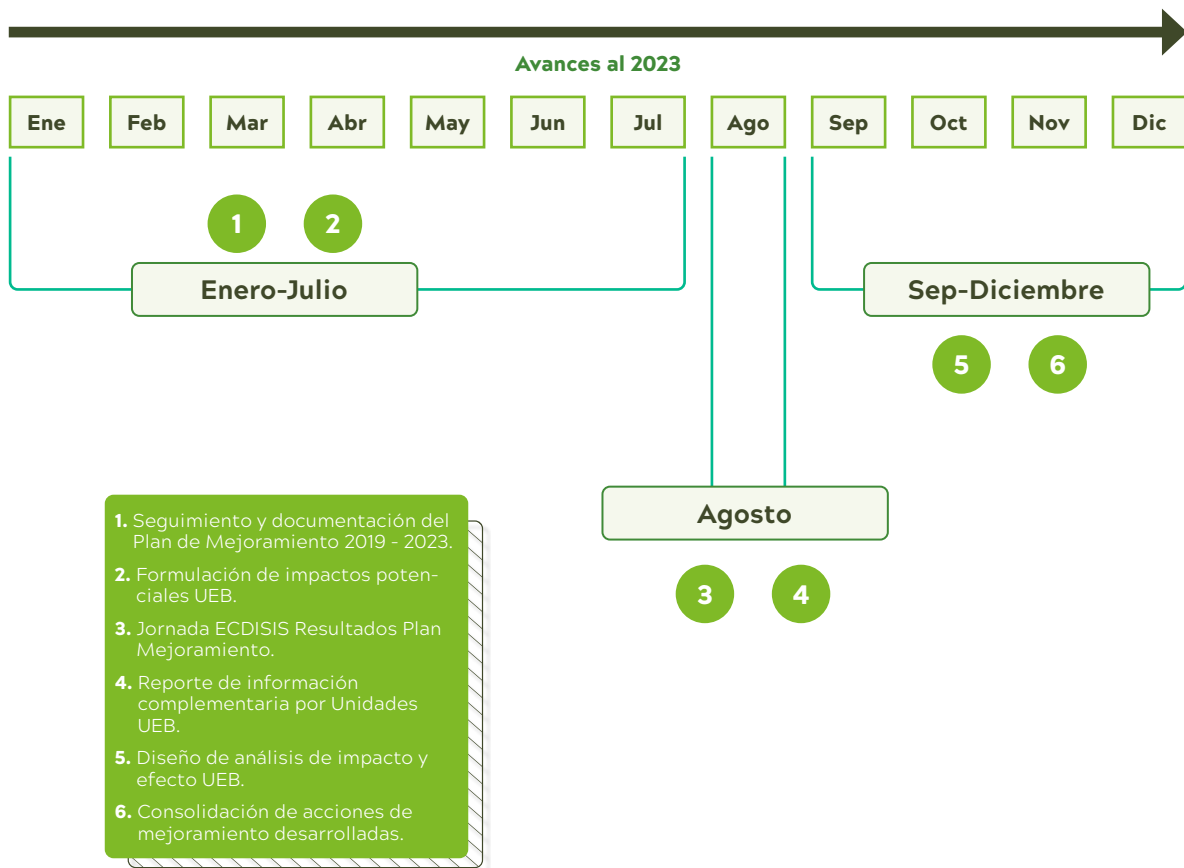 Avances al 2023
Ene Feb Mar Abr May Jun Jul Ago Sep Oct Nov Dic
1 2
Enero-Julio
Sep-Diciembre
5 6
Agosto
3 4
1. Seguimiento y documentación del
Plan de Mejoramiento 2019 - 2023.
2. Formulación de impactos poten-
ciales UEB.
3. Jornada ECDISIS Resultados Plan
Mejoramiento.
4. Reporte de información
complementaria por Unidades
UEB.
5. Diseño de análisis de impacto y
efecto UEB.
6. Consolidación de acciones de
mejoramiento desarrolladas.